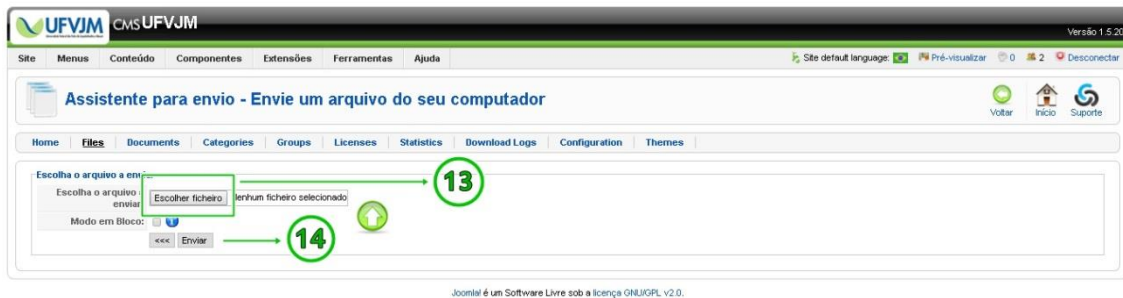 UFVJM CMS UFVJM
Versão 1.5.20
Site Menus Conteúdo Componentes Extensões Ferramentas Ajuda Site default language: Pré-visualizar 0 2 Desconectar
Assistente para envio - Envie um arquivo do seu computador
Voltar Início Suporte
Home Files Documents Categories Groups Licenses Statistics Download Logs Configuration Themes
Escolha o arquivo a
13
Escolha o arquivo
enviar
Escolher ficheiro Nenhum ficheiro selecionado
Modo em Bloco:
<<< Enviar
14
Joomla! é um Software Livre sob a licença GNU/GPL v2.0.